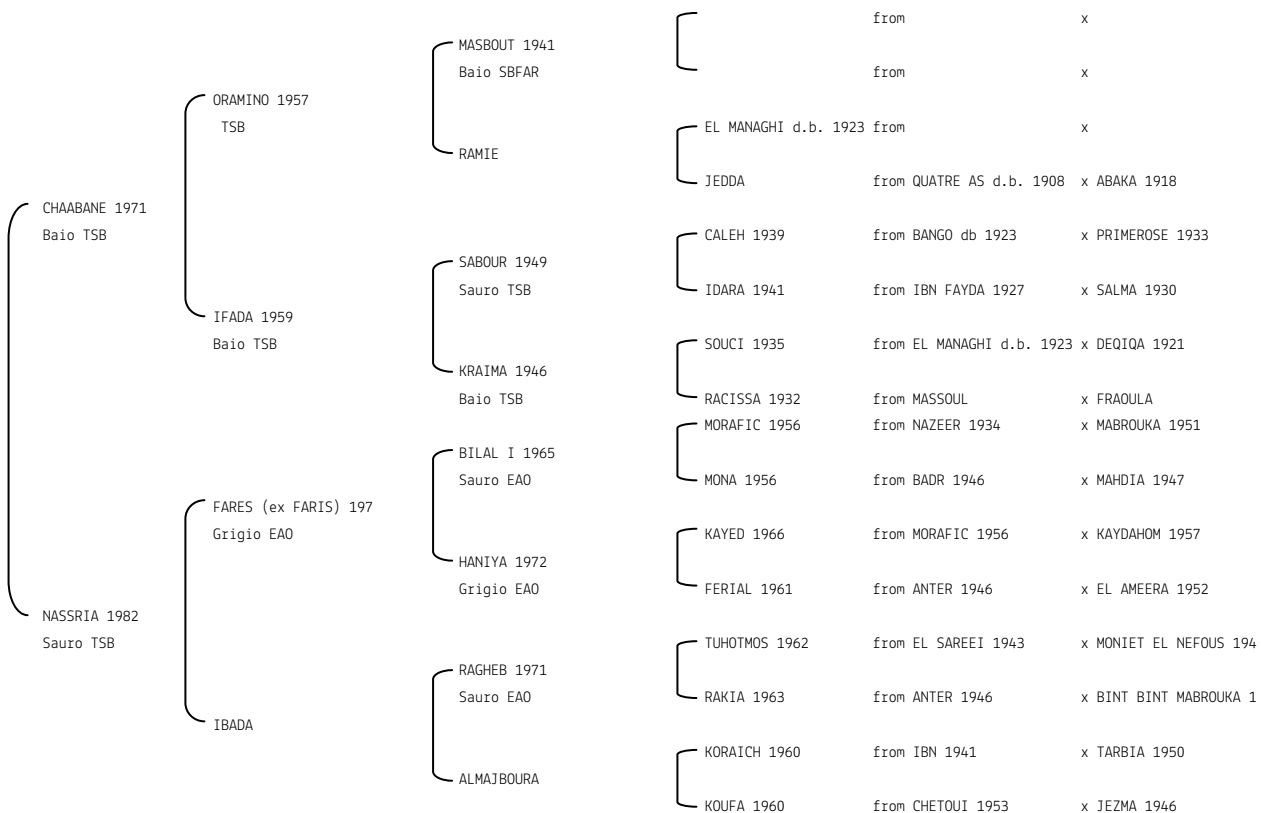 from x
MASBOUT 1941
Baio SBFAR from x
ORAMINO 1957
TSB EL MANAGHI d.b. 1923 from x
RAMIE
JEDDA from QUATRE AS d.b. 1908 x ABAKA 1918
CHAABANE 1971
Baio TSB CALEH 1939 from BANGO db 1923 x PRIMEROSE 1933
SABOUR 1949
Sauro TSB IDARA 1941 from IBN FAYDA 1927 x SALMA 1930
IFADA 1959
Baio TSB SOUCI 1935 from EL MANAGHI d.b. 1923 x DEQIQA 1921
KRAIMA 1946
Baio TSB RACISSA 1932 from MASSOUL x FRAOULA
MORAFIC 1956 from NAZEER 1934 x MABROUKA 1951
BILAL I 1965
Sauro EAO MONA 1956 from BADR 1946 x MAHDIA 1947
FARES (ex FARIS) 197
Grigio EAO KAYED 1966 from MORAFIC 1956 x KAYDAHOM 1957
HANIYA 1972
Grigio EAO FERIAL 1961 from ANTER 1946 x EL AMEERA 1952
NASSRIA 1982
Sauro TSB TUHOTMOS 1962 from EL SAREEI 1943 x MONIET EL NEFOUS 194
RAGHEB 1971
Sauro EAO RAKIA 1963 from ANTER 1946 x BINT BINT MABROUKA 1
IBADA
KORAICH 1960 from IBN 1941 x TARBIA 1950
ALMAJBOURA
KOUFA 1960 from CHETOUI 1953 x JEZMA 1946